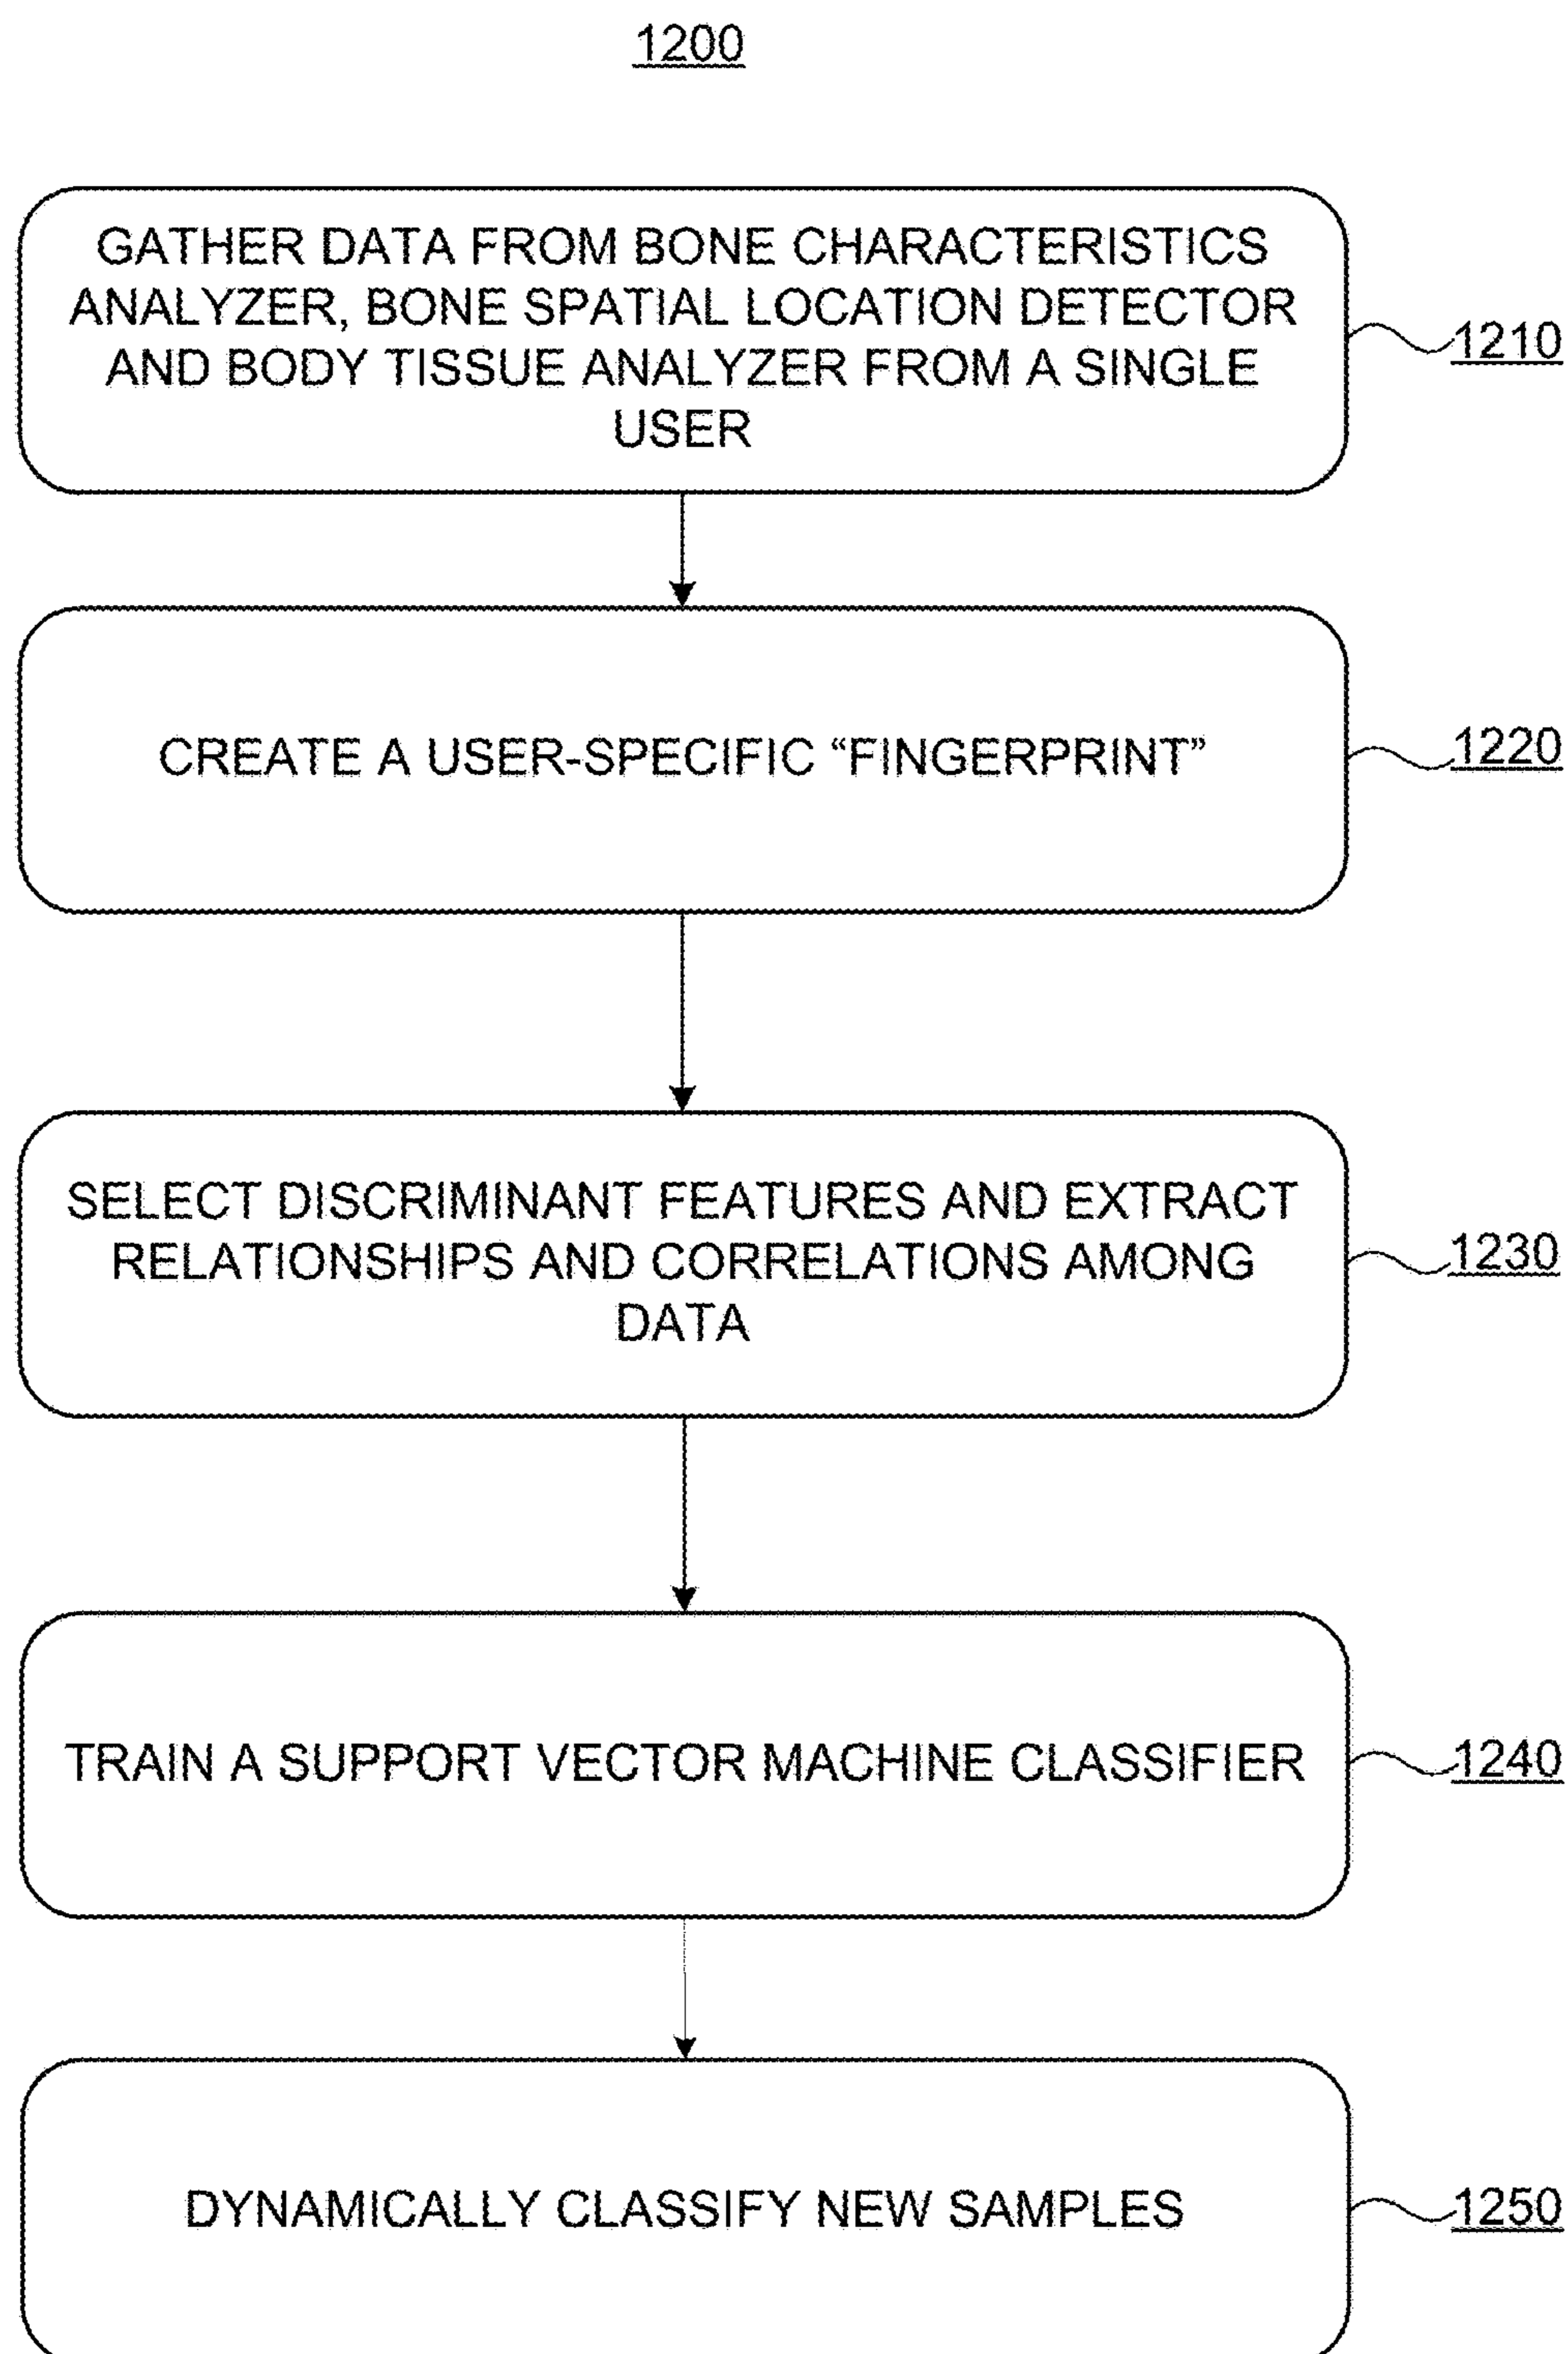 1200
GATHER DATA FROM BONE CHARACTERISTICS
ANALYZER, BONE SPATIAL LOCATION DETECTOR
AND BODY TISSUE ANALYZER FROM A SINGLE
USER
1210
CREATE A USER-SPECIFIC “FINGERPRINT”
1220
SELECT DISCRIMINANT FEATURES AND EXTRACT
RELATIONSHIPS AND CORRELATIONS AMONG
DATA
1230
TRAIN A SUPPORT VECTOR MACHINE CLASSIFIER
1240
DYNAMICALLY CLASSIFY NEW SAMPLES
1250